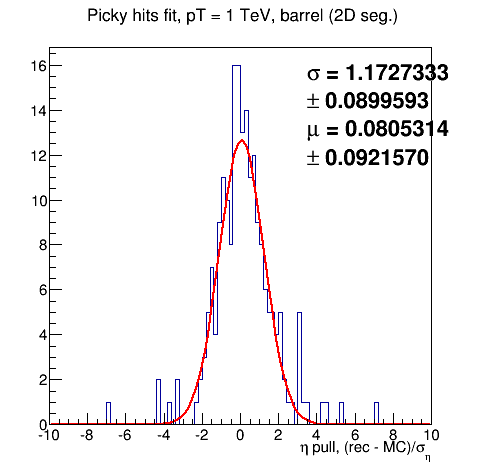 Picky hits fit, pT = 1 TeV, barrel (2D seg.)
σ = 1.1727333
± 0.0899593
μ = 0.0805314
± 0.0921570
16
14
12
10
8
6
4
2
0
-10 -8 -6 -4 -2 0 2 4 6 8 10
η pull, (rec - MC)/σ_η